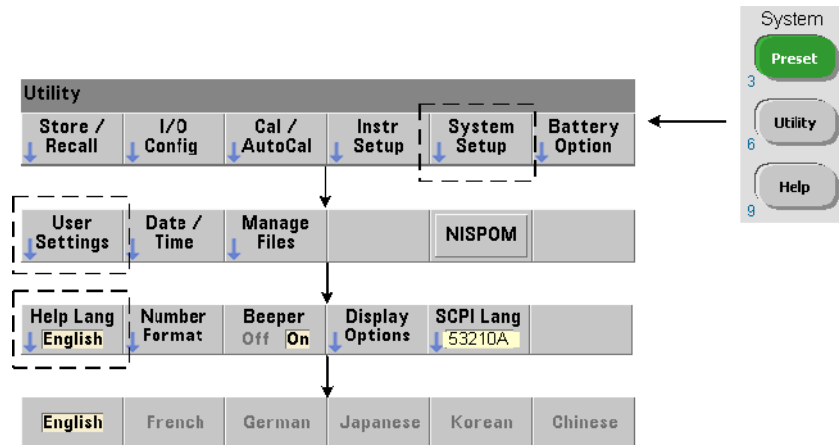 System
Preset
3
Utility
6
Help
9
Utility
Store / Recall
I/O Config
Cal / AutoCal
Instr Setup
System Setup
Battery Option
User Settings
Date / Time
Manage Files
NISPOM
Help Lang English
Number Format
Beeper Off On
Display Options
SCPI Lang 53210A
English French German Japanese Korean Chinese